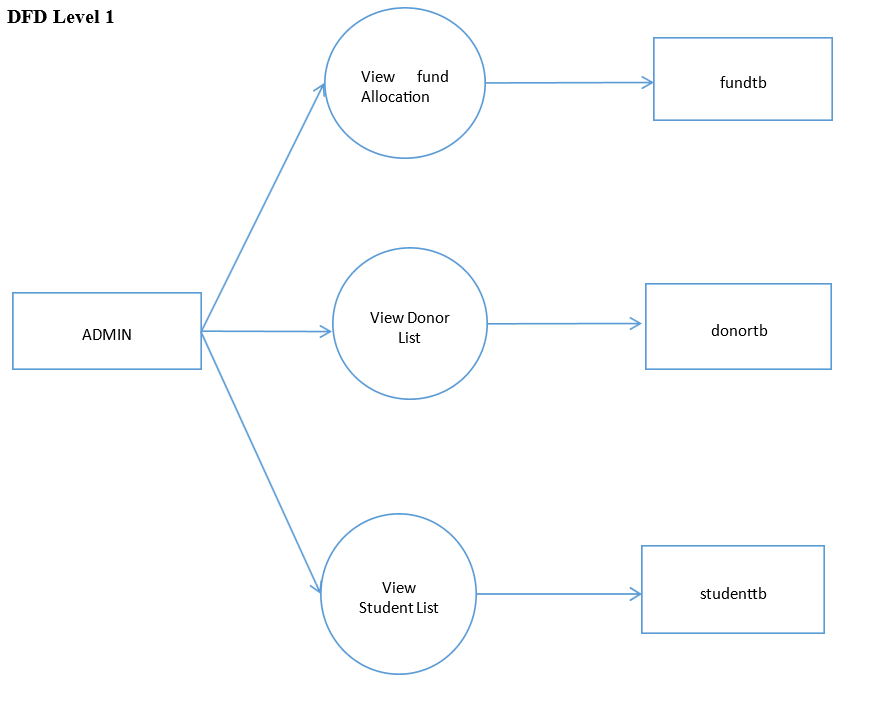 DFD Level 1
View fund
Allocation
fundtb
ADMIN
View Donor
List
donortb
View
Student List
studenttb